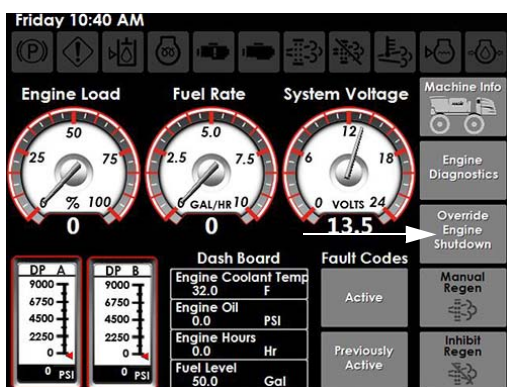 Friday 10:40 AM
(P)
Engine Load
Fuel Rate
System Voltage
Machine Info
50
25
75
0
%
100
0
5.0
2.5
7.5
0
GAL/HR
10
0
12
6
18
0
VOLTS
24
13.5
Engine
Diagnostics
Override
Engine
Shutdown
DP A
9000
6750
4500
2250
0
0 PSI
DP B
9000
6750
4500
2250
0
0 PSI
Dash Board
Engine Coolant Temp
32.0 F
Engine Oil
0.0 PSI
Engine Hours
0.0 Hr
Fuel Level
50.0 Gal
Fault Codes
Active
Previously
Active
Manual
Regen
Inhibit
Regen